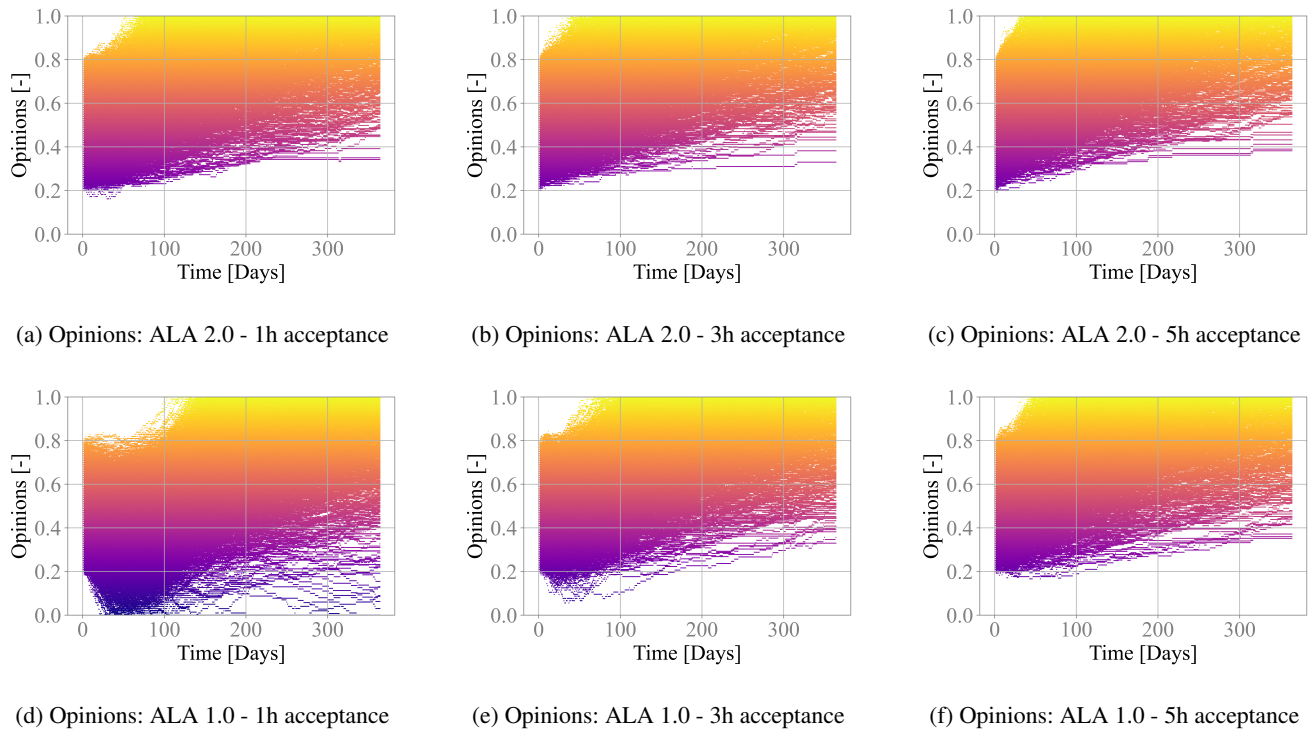 1.0
0.8
0.6
0.4
0.2
0.0
Opinions [-]
0 100 200 300
Time [Days]
(a) Opinions: ALA 2.0 - 1h acceptance
1.0
0.8
0.6
0.4
0.2
0.0
Opinions [-]
0 100 200 300
Time [Days]
(b) Opinions: ALA 2.0 - 3h acceptance
1.0
0.8
0.6
0.4
0.2
0.0
Opinions [-]
0 100 200 300
Time [Days]
(c) Opinions: ALA 2.0 - 5h acceptance
1.0
0.8
0.6
0.4
0.2
0.0
Opinions [-]
0 100 200 300
Time [Days]
(d) Opinions: ALA 1.0 - 1h acceptance
1.0
0.8
0.6
0.4
0.2
0.0
Opinions [-]
0 100 200 300
Time [Days]
(e) Opinions: ALA 1.0 - 3h acceptance
1.0
0.8
0.6
0.4
0.2
0.0
Opinions [-]
0 100 200 300
Time [Days]
(f) Opinions: ALA 1.0 - 5h acceptance